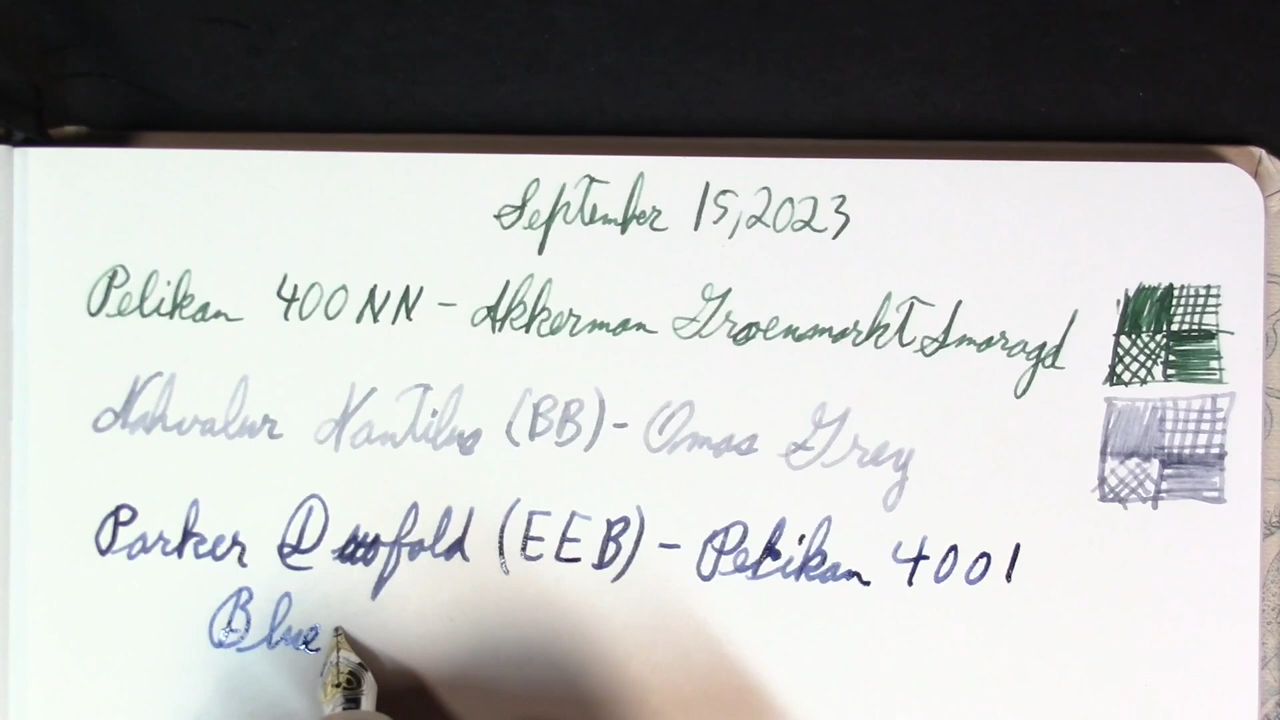 September 15, 2023
Pelikan 400NN - Akkerman Groenmarkt Smaragd
Nahvalur Nautilus (BB) - Omas Grey
Parker Duofold (EEB) - Pelikan 4001
Blue